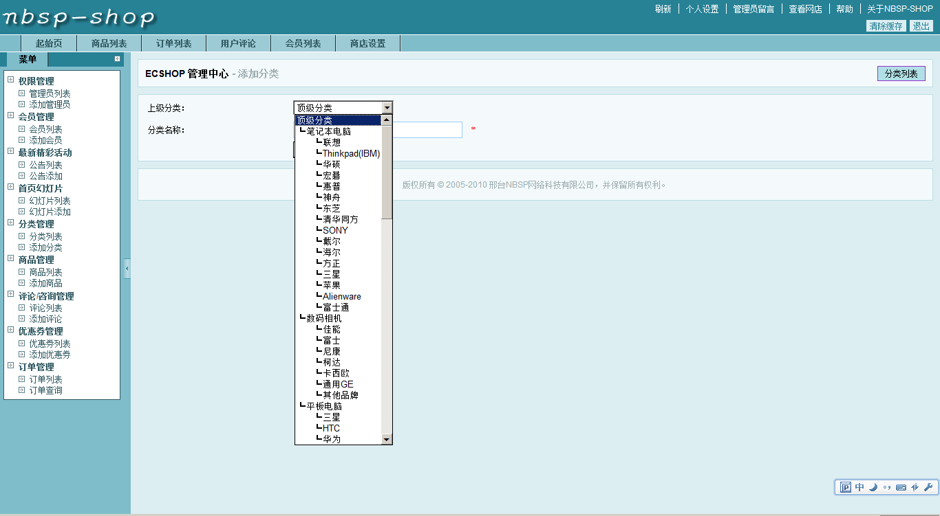 nbsp-shop
刷新 | 个人设置 | 管理员留言 | 查看网店 | 帮助 | 关于NBSP-SHOP
清除缓存 退出
起始页 商品列表 订单列表 用户评论 会员列表 商店设置
菜单
权限管理
管理员列表
添加管理员
会员管理
会员列表
添加会员
最新精彩活动
公告列表
公告添加
首页幻灯片
幻灯片列表
幻灯片添加
分类管理
分类列表
添加分类
商品管理
商品列表
添加商品
评论/咨询管理
评论列表
添加评论
优惠券管理
优惠券列表
添加优惠券
订单管理
订单列表
订单查询
ECSHOP 管理中心 - 添加分类
分类列表
上级分类: 顶级分类
分类名称: *
顶级分类
笔记本电脑
联想
Thinkpad(IBM)
华硕
宏碁
惠普
神舟
东芝
清华同方
SONY
戴尔
海尔
方正
三星
苹果
Alienware
富士通
数码相机
佳能
富士
尼康
柯达
卡西欧
通用GE
其他品牌
平板电脑
三星
HTC
华为
版权所有 © 2005-2010 邢台NBSP网络科技有限公司，并保留所有权利。
中